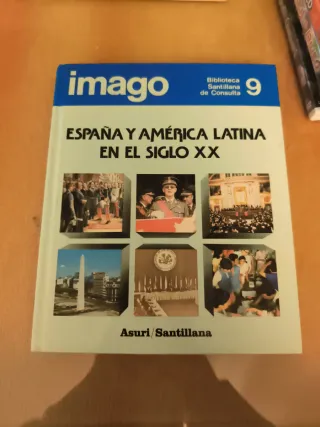 imago
Biblioteca
Santillana
de Consulta
9
ESPAÑA Y AMÉRICA LATINA
EN EL SIGLO XX
Asuri/Santillana